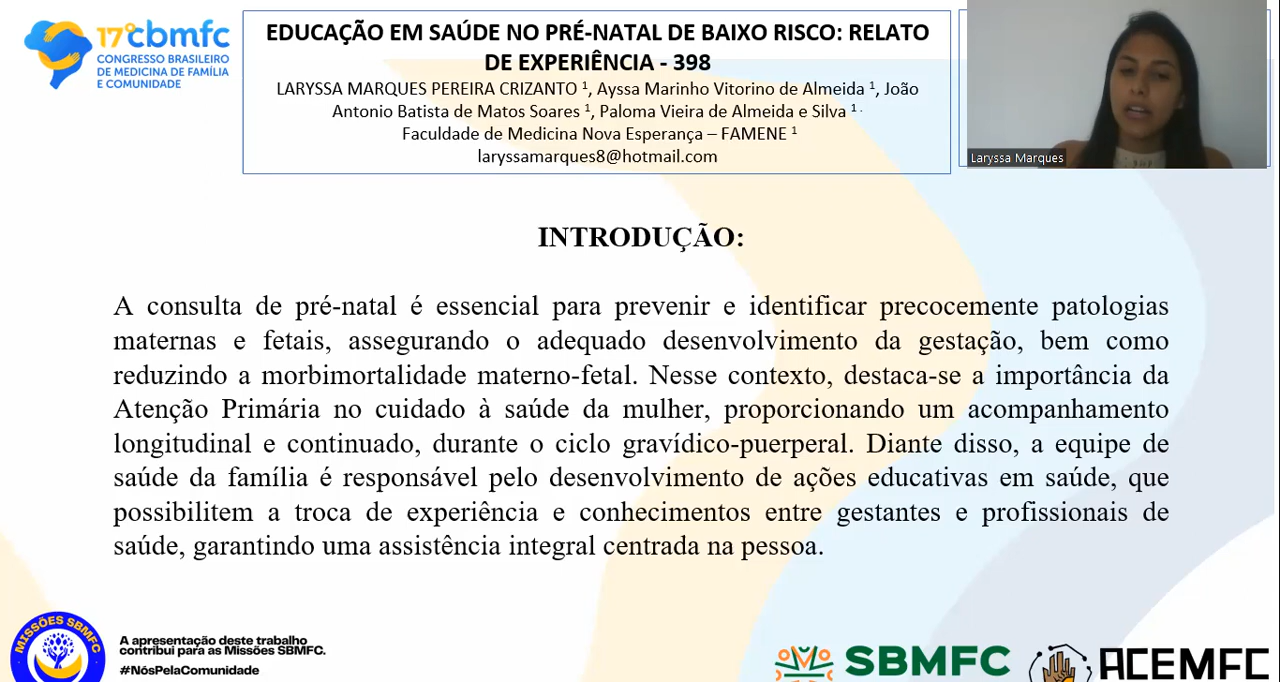 17º cbmfc
CONGRESSO BRASILEIRO
DE MEDICINA DE FAMÍLIA
E COMUNIDADE
EDUCAÇÃO EM SAÚDE NO PRÉ-NATAL DE BAIXO RISCO: RELATO
DE EXPERIÊNCIA - 398
LARYSSA MARQUES PEREIRA CRIZANTO ¹, Ayssa Marinho Vitorino de Almeida ¹, João
Antonio Batista de Matos Soares ¹, Paloma Vieira de Almeida e Silva ¹ .
Faculdade de Medicina Nova Esperança – FAMENE ¹
laryssamarques8@hotmail.com
Laryssa Marques
INTRODUÇÃO:
A consulta de pré-natal é essencial para prevenir e identificar precocemente patologias
maternas e fetais, assegurando o adequado desenvolvimento da gestação, bem como
reduzindo a morbimortalidade materno-fetal. Nesse contexto, destaca-se a importância da
Atenção Primária no cuidado à saúde da mulher, proporcionando um acompanhamento
longitudinal e continuado, durante o ciclo gravídico-puerperal. Diante disso, a equipe de
saúde da família é responsável pelo desenvolvimento de ações educativas em saúde, que
possibilitem a troca de experiência e conhecimentos entre gestantes e profissionais de
saúde, garantindo uma assistência integral centrada na pessoa.
MISSÕES SBMFC
A apresentação deste trabalho
contribui para as Missões SBMFC.
#NósPelaComunidade
SBMFC
ACEMFC